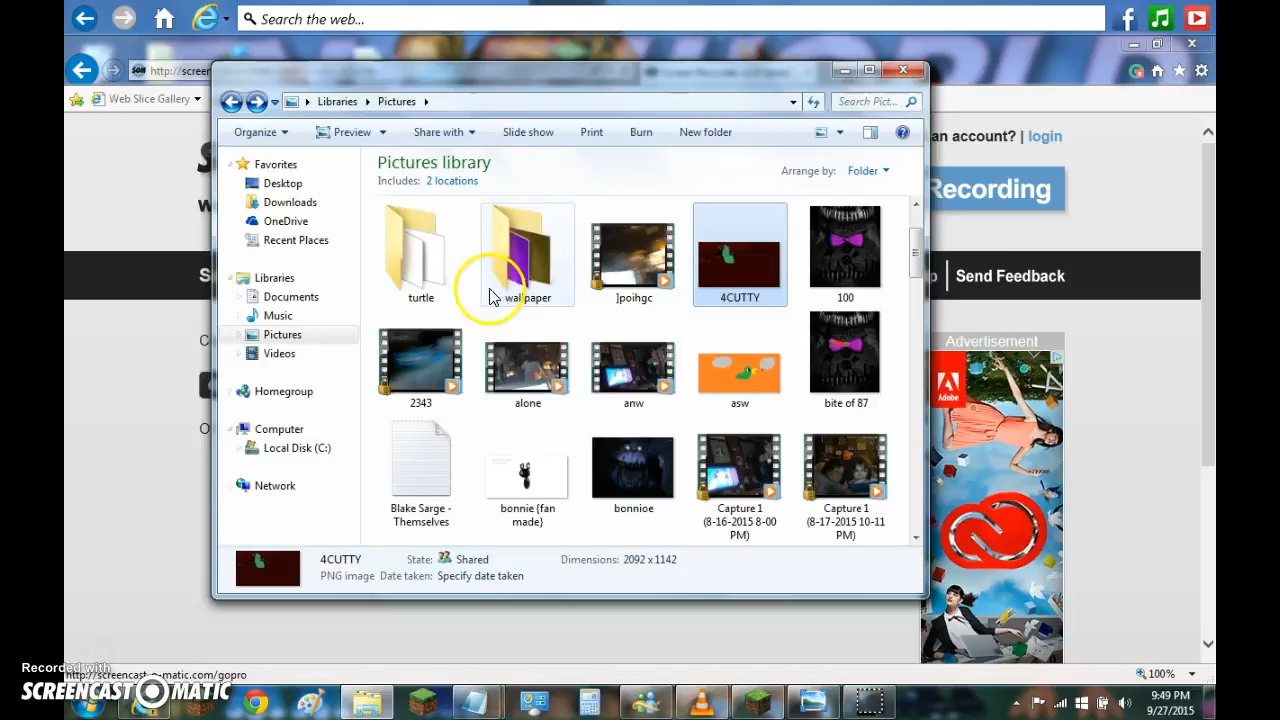 Search the web...
http://screen
Web Slice Gallery
an account? | login
Recording
Send Feedback
Advertisement
Adobe
Libraries
Pictures
Search Pict...
Organize
Preview
Share with
Slide show
Print
Burn
New folder
Pictures library
Includes: 2 locations
Arrange by: Folder
Favorites
Desktop
Downloads
OneDrive
Recent Places
Libraries
Documents
Music
Pictures
Videos
Homegroup
Computer
Local Disk (C:)
Network
turtle
wallpaper
]poihgc
4CUTTY
100
2343
alone
anw
asw
bite of 87
Blake Sarge -
Themselves
bonnie {fan
made}
bonnioe
Capture 1
(8-16-2015 8-00
PM)
Capture 1
(8-17-2015 10-11
PM)
4CUTTY
State: Shared
Dimensions: 2092 x 1142
PNG image
Date taken: Specify date taken
http://screencast-o-matic.com/gopro
100%
Recorded with
SCREENCAST-O-MATIC
9:49 PM
9/27/2015